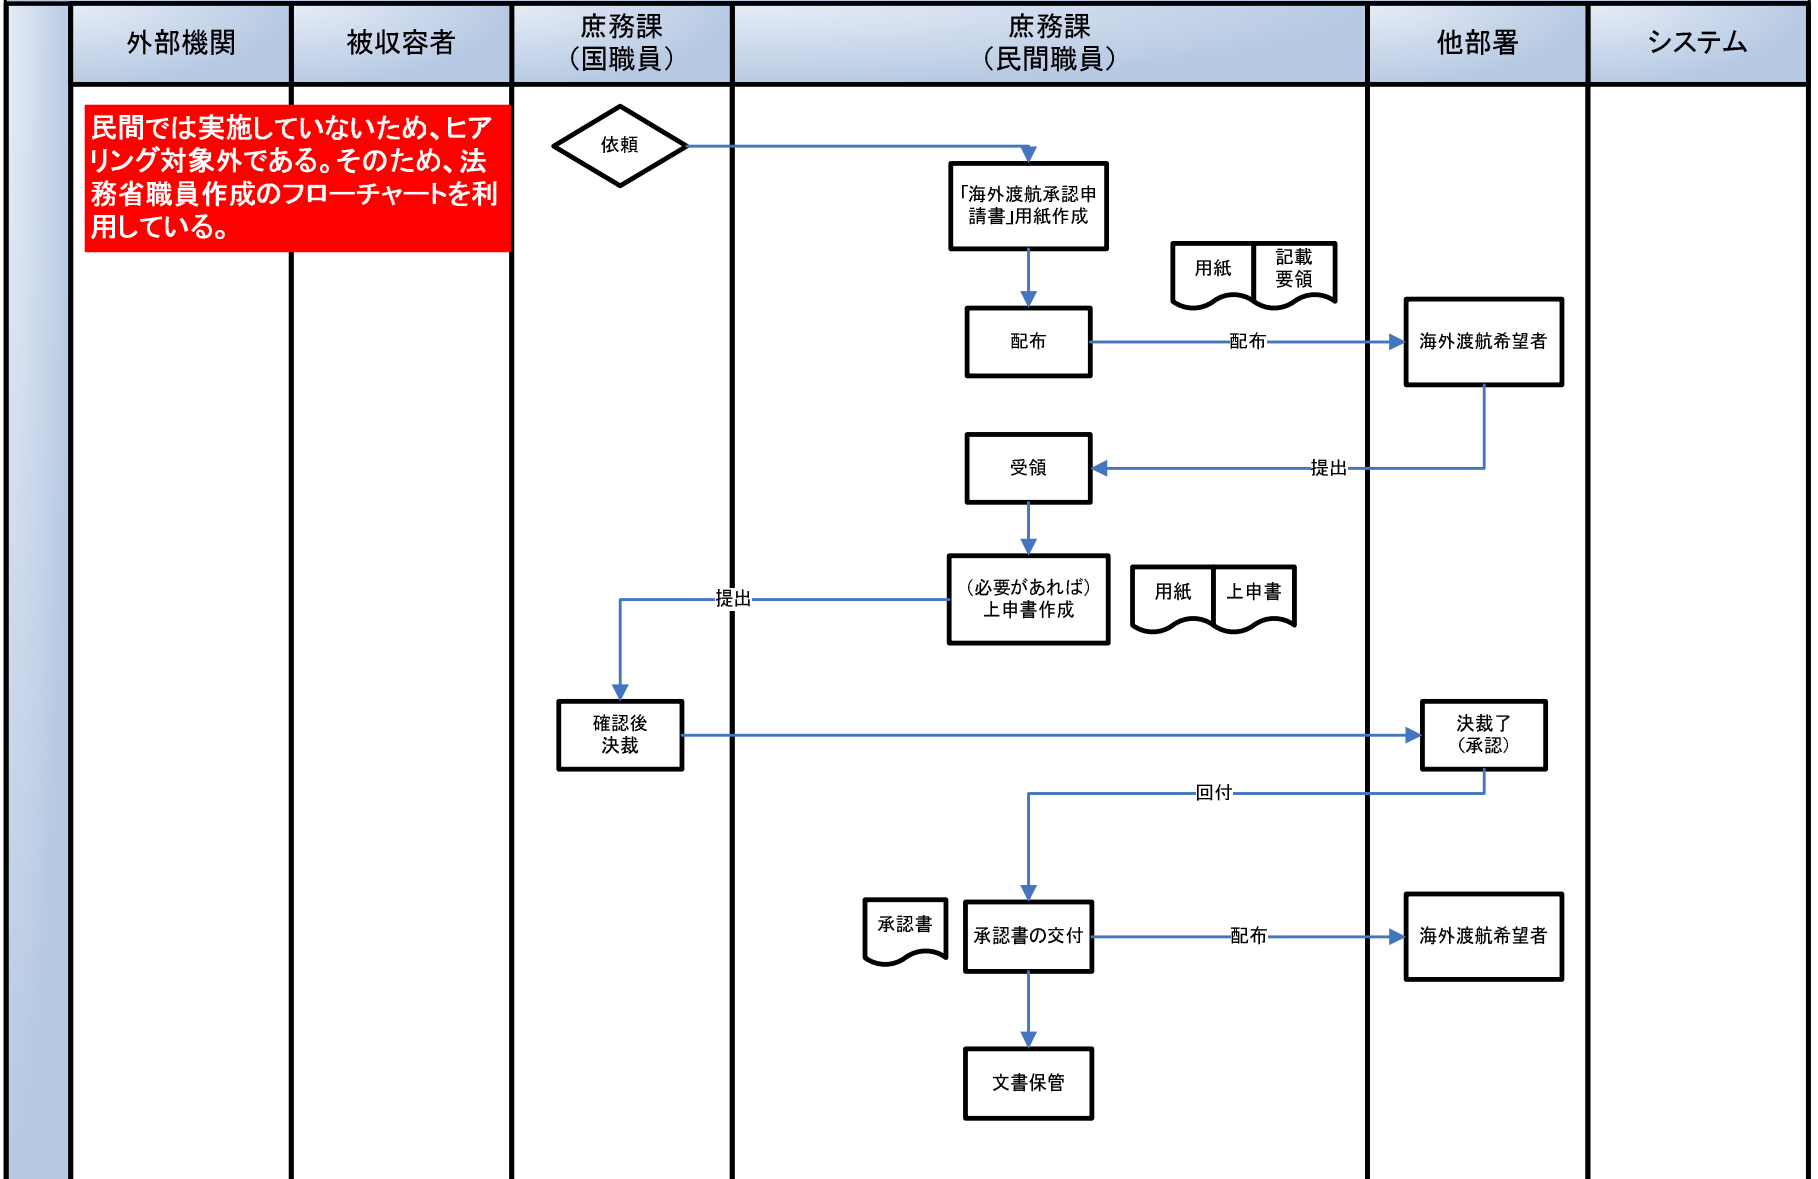 外部機関
被収容者
庶務課
（国職員）
庶務課
（民間職員）
他部署
システム
民間では実施していないため、ヒア
リング対象外である。そのため、法
務省職員作成のフローチャートを利
用している。
依頼
「海外渡航承認申
請書」用紙作成
用紙
記載
要領
配布
配布
海外渡航希望者
受領
提出
（必要があれば）
上申書作成
用紙
上申書
提出
確認後
決裁
決裁了
（承認）
回付
承認書
承認書の交付
配布
海外渡航希望者
文書保管